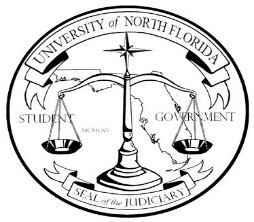 UNIVERSITY of NORTH FLORIDA
STUDENT GOVERNMENT
SEAL of the JUDICIARY